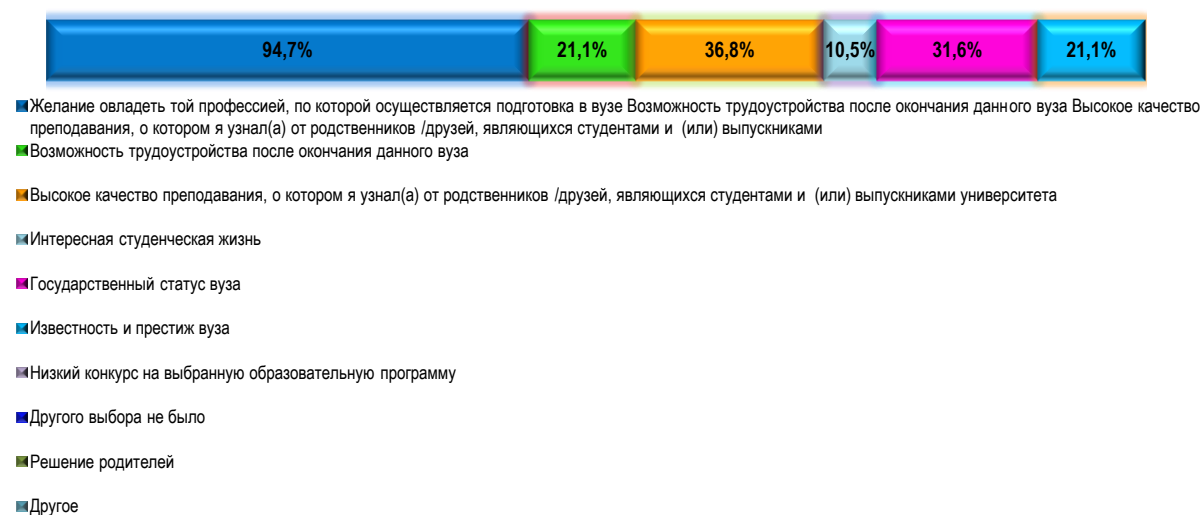 94,7% 21,1% 36,8% 10,5% 31,6% 21,1%
Желание овладеть той профессией, по которой осуществляется подготовка в вузе Возможность трудоустройства после окончания данного вуза Высокое качество
преподавания, о котором я узнал(а) от родственников /друзей, являющихся студентами и (или) выпускниками
Возможность трудоустройства после окончания данного вуза
Высокое качество преподавания, о котором я узнал(а) от родственников /друзей, являющихся студентами и (или) выпускниками университета
Интересная студенческая жизнь
Государственный статус вуза
Известность и престиж вуза
Низкий конкурс на выбранную образовательную программу
Другого выбора не было
Решение родителей
Другое